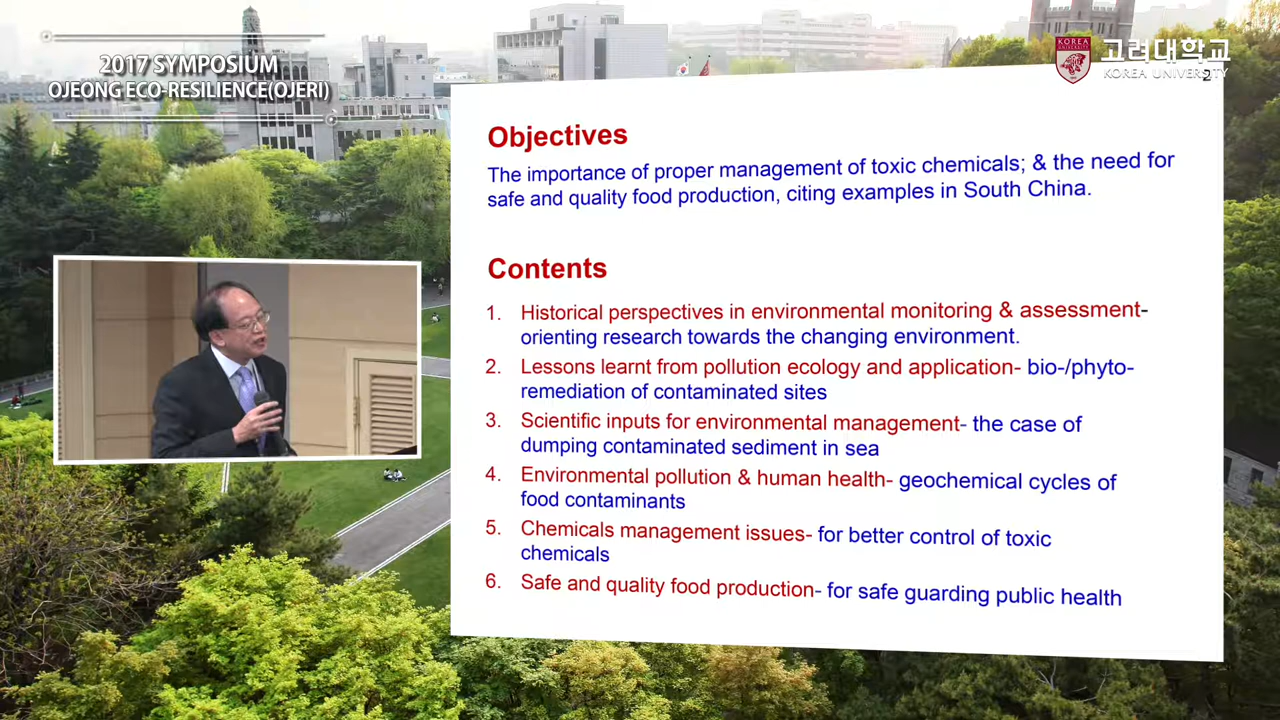 2017 SYMPOSIUM
OJEONG ECO-RESILIENCE(OJERI)
KOREA
UNIVERSITY
고려대학교
KOREA UNIVERSITY
2
Objectives
The importance of proper management of toxic chemicals; & the need for
safe and quality food production, citing examples in South China.
Contents
1. Historical perspectives in environmental monitoring & assessment-
orienting research towards the changing environment.
2. Lessons learnt from pollution ecology and application- bio-/phyto-
remediation of contaminated sites
3. Scientific inputs for environmental management- the case of
dumping contaminated sediment in sea
4. Environmental pollution & human health- geochemical cycles of
food contaminants
5. Chemicals management issues- for better control of toxic
chemicals
6. Safe and quality food production- for safe guarding public health